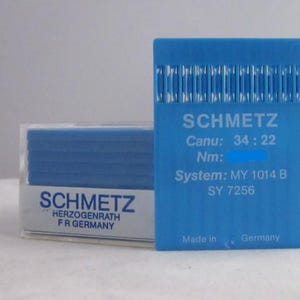 SCHMETZ
HERZOGENRATH
F R GERMANY
SCHMETZ
Canu: 34 : 22
Nm:
System: MY 1014 B
SY 7256
Made in Germany